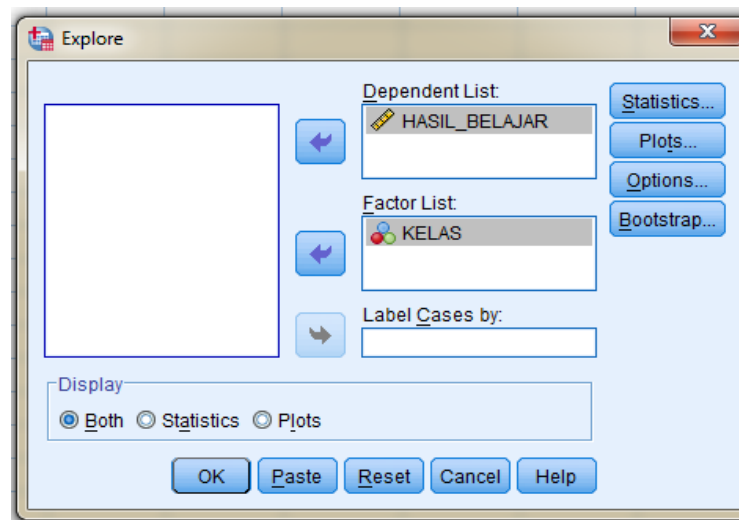 Explore
Dependent List:
HASIL_BELAJAR
Factor List:
KELAS
Label Cases by:
Statistics...
Plots...
Options...
Bootstrap...
Display
Both Statistics Plots
OK Paste Reset Cancel Help